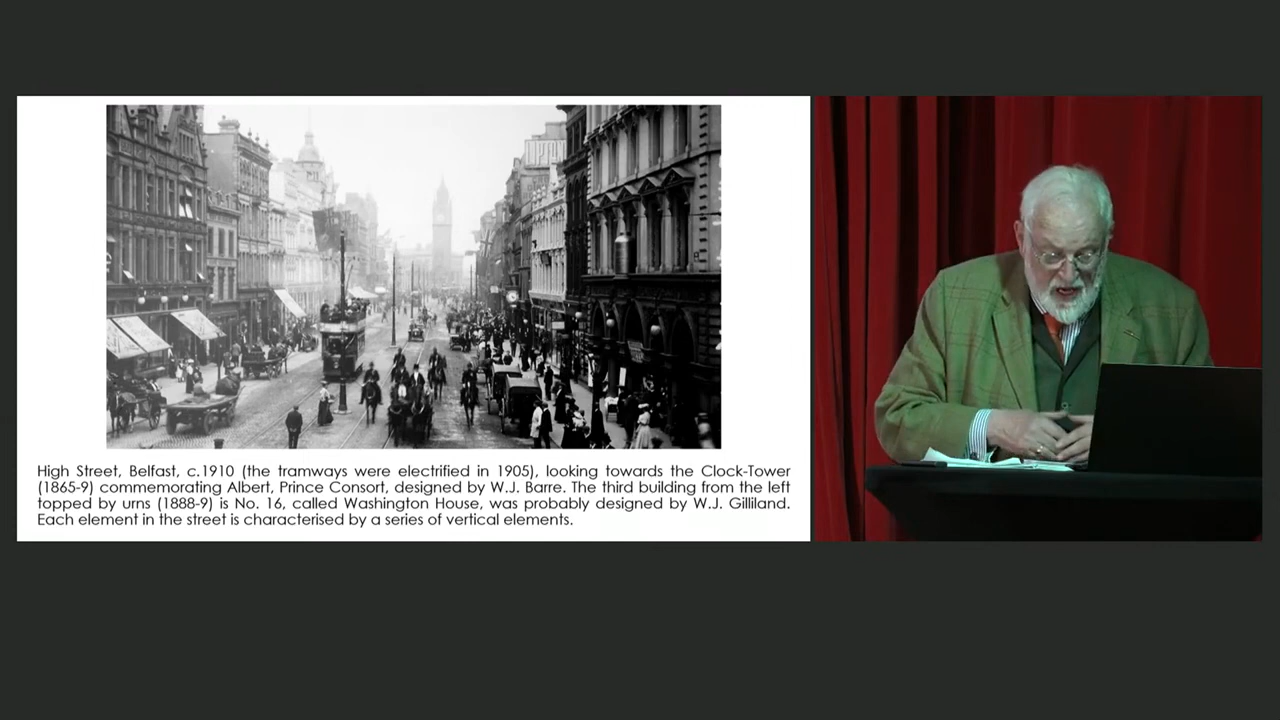 High Street, Belfast, c.1910 (the tramways were electrified in 1905), looking towards the Clock-Tower
(1865-9) commemorating Albert, Prince Consort, designed by W.J. Barre. The third building from the left
topped by urns (1888-9) is No. 16, called Washington House, was probably designed by W.J. Gilliland.
Each element in the street is characterised by a series of vertical elements.